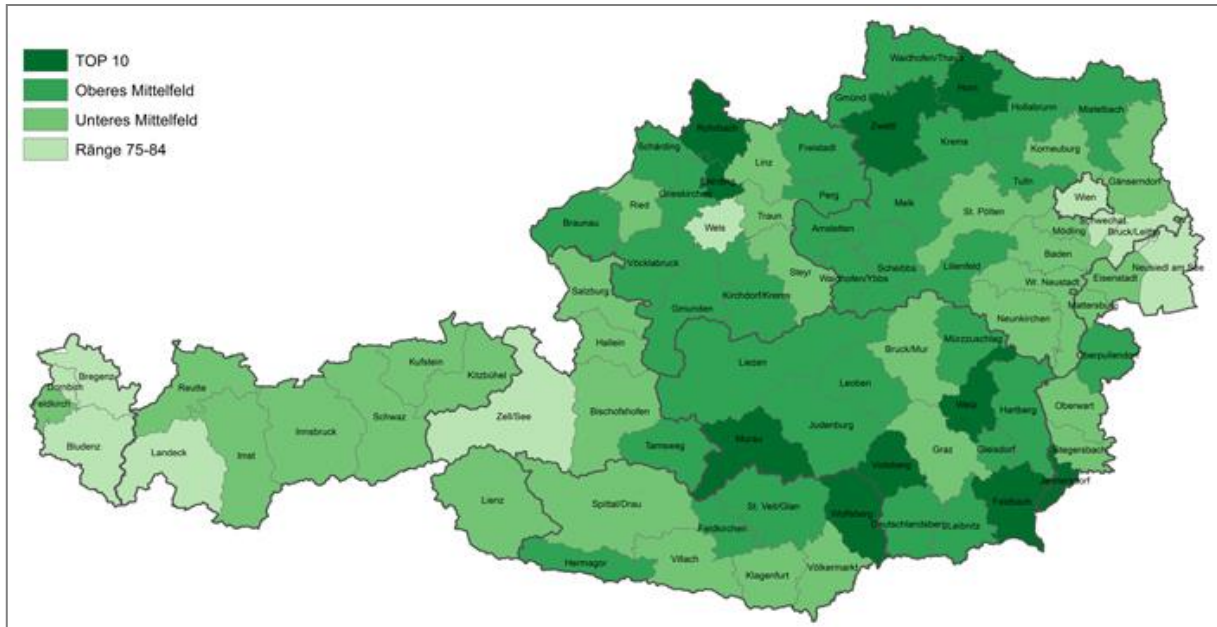 TOP 10
Oberes Mittelfeld
Unteres Mittelfeld
Ränge 75-84
Waidhofen/Thaya
Horn
Gmünd
Hollabrunn
Mistelbach
Zwettl
Rohrbach
Schärding
Freistadt
Krems
Korneuburg
Linz
Eferding
Grieskirchen
Tulln
Gänserndorf
Perg
Melk
Wien
Ried
Traun
St. Pölten
Schwechat
Braunau
Wels
Amstetten
Mödling
Bruck/Leitha
Baden
Vöcklabruck
Steyr
Scheibbs
Lilienfeld
Neusiedl am See
Waidhofen/Ybbs
Eisenstadt
Salzburg
Kirchdorf/Krems
Wr. Neustadt
Gmunden
Mattersburg
Neunkirchen
Hallein
Bruck/Mur
Mürzzuschlag
Kufstein
Oberpullendorf
Liezen
Bregenz
Kitzbühel
Dornbirn
Reutte
Leoben
Feldkirch
Weiz
Hartberg
Oberwart
Schwaz
Zell/See
Bischofshofen
Innsbruck
Judenburg
Bludenz
Landeck
Imst
Tamsweg
Murau
Graz
Gleisdorf
Stegersbach
Voitsberg
Jennersdorf
Lienz
Spittal/Drau
St. Veit/Glan
Wolfsberg
Feldbach
Feldkirchen
Deutschlandsberg
Leibnitz
Hermagor
Villach
Klagenfurt
Völkermarkt